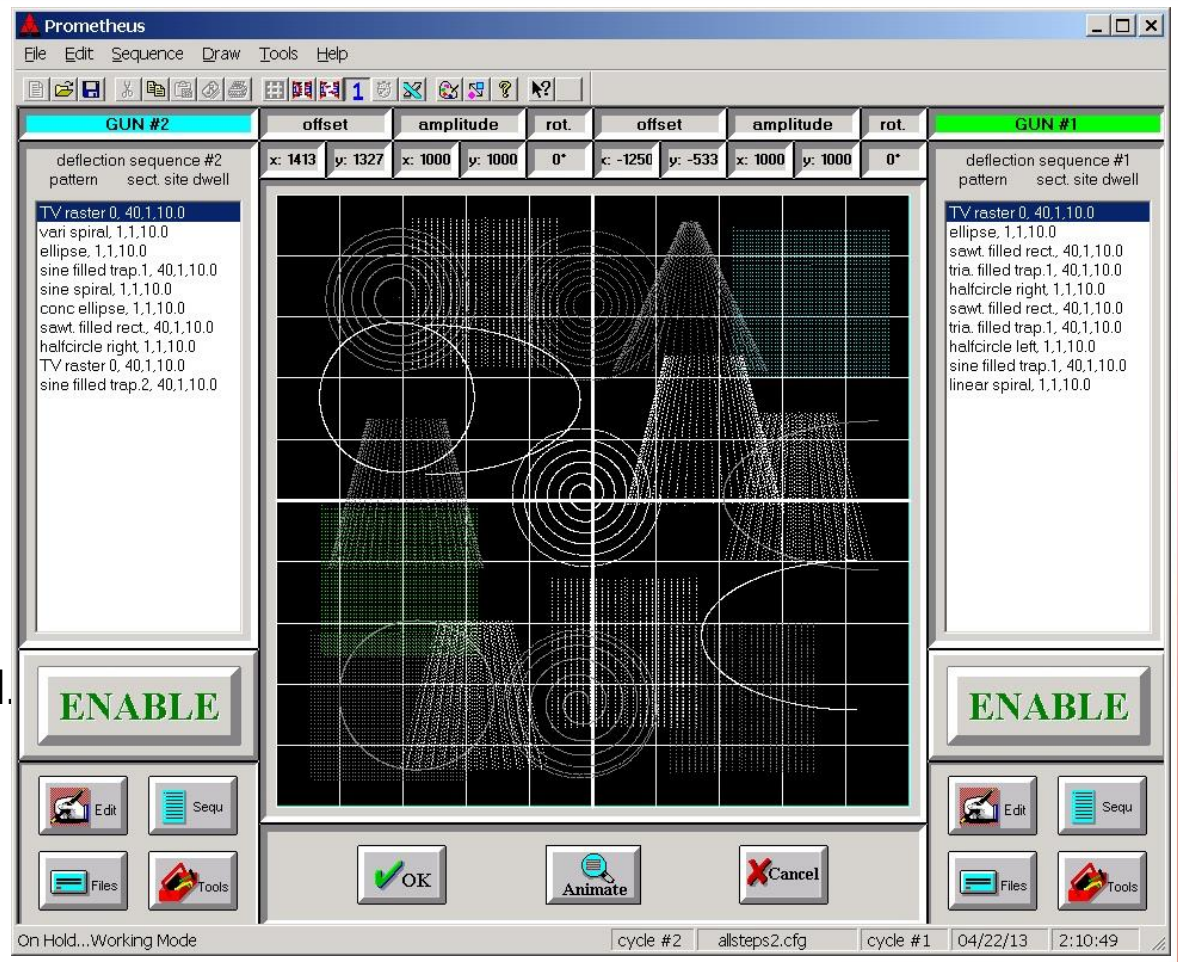 Prometheus
File Edit Sequence Draw Tools Help
1
GUN #2 offset amplitude rot. offset amplitude rot. GUN #1
x: 1413 y: 1327 x: 1000 y: 1000 0° x: -1250 y: -533 x: 1000 y: 1000 0°
deflection sequence #2
pattern sect. site dwell
TV raster 0, 40,1,10.0
vari spiral, 1,1,10.0
ellipse, 1,1,10.0
sine filled trap.1, 40,1,10.0
sine spiral, 1,1,10.0
conc ellipse, 1,1,10.0
sawt. filled rect., 40,1,10.0
halfcircle right, 1,1,10.0
TV raster 0, 40,1,10.0
sine filled trap.2, 40,1,10.0
deflection sequence #1
pattern sect. site dwell
TV raster 0, 40,1,10.0
ellipse, 1,1,10.0
sawt. filled rect., 40,1,10.0
tria. filled trap.1, 40,1,10.0
halfcircle right, 1,1,10.0
sawt. filled rect., 40,1,10.0
tria. filled trap.1, 40,1,10.0
halfcircle left, 1,1,10.0
sine filled trap.1, 40,1,10.0
linear spiral, 1,1,10.0
ENABLE
ENABLE
Edit Sequ
Files Tools
OK Animate Cancel
Edit Sequ
Files Tools
On Hold...Working Mode cycle #2 allsteps2.cfg cycle #1 04/22/13 2:10:49